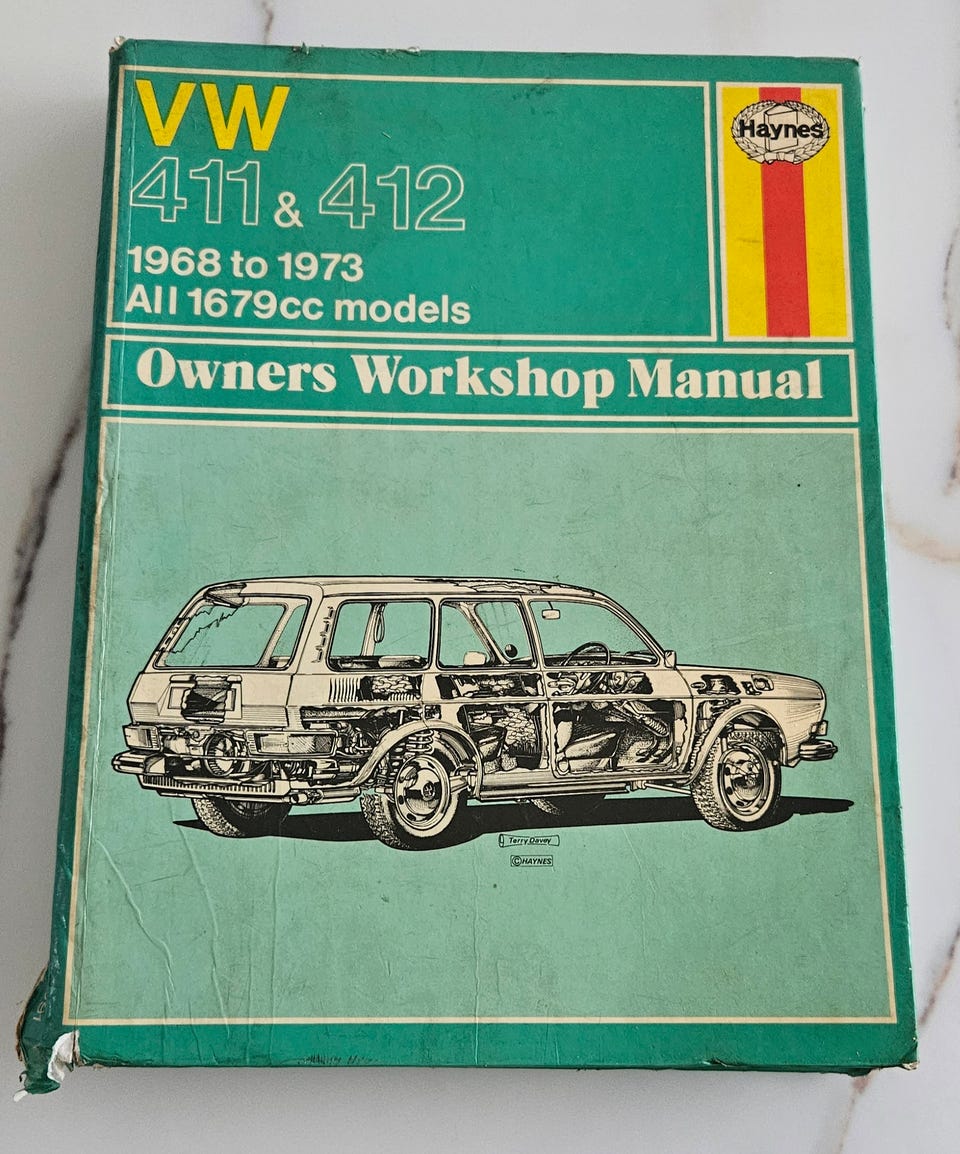 VW
411 & 412
1968 to 1973
All 1679cc models
Haynes
Owners Workshop Manual
Terry Davey
©HAYNES